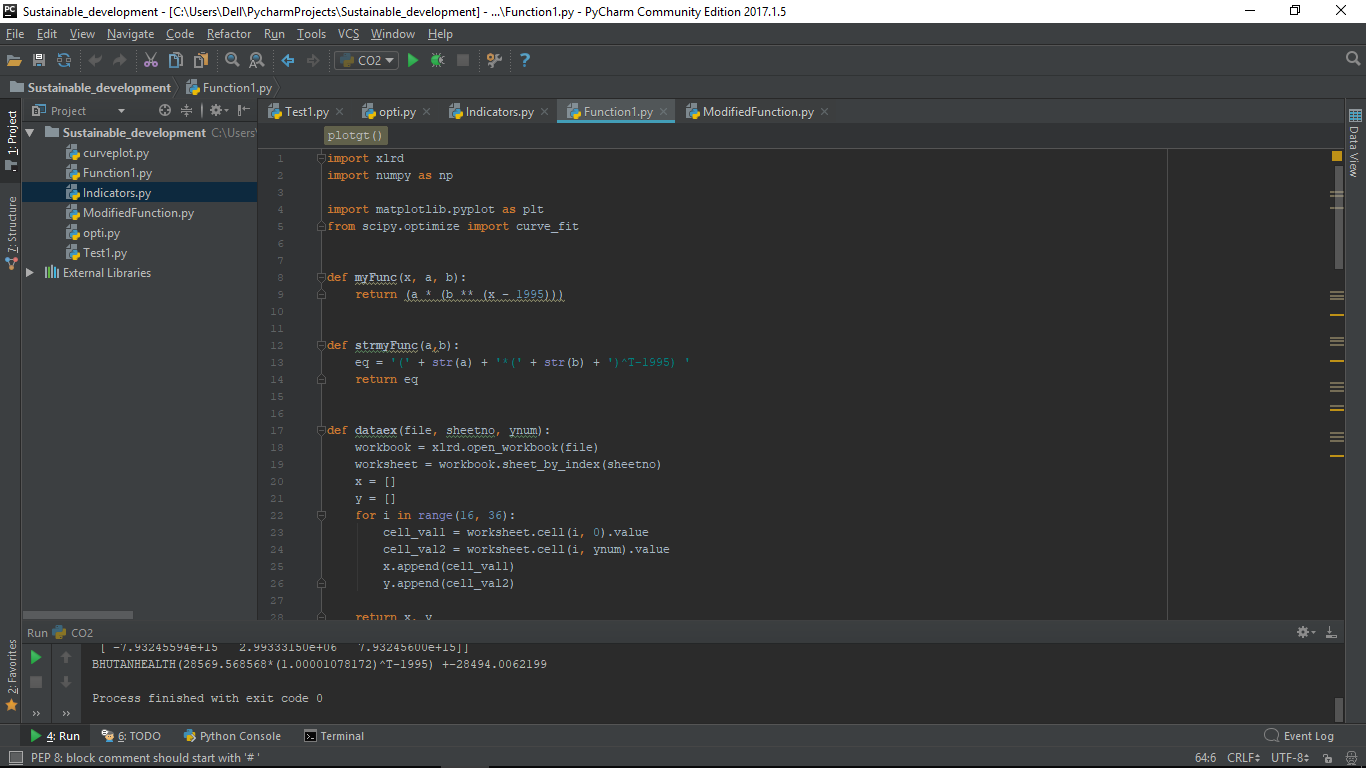 Sustainable_development - [C:\Users\Dell\PycharmProjects\Sustainable_development] - ...\Function1.py - PyCharm Community Edition 2017.1.5
File Edit View Navigate Code Refactor Run Tools VCS Window Help
CO2
Sustainable_development Function1.py
1: Project
7: Structure
2: Favorites
Project
Sustainable_development C:\Users\
curveplot.py
Function1.py
Indicators.py
ModifiedFunction.py
opti.py
Test1.py
External Libraries
Test1.py opti.py Indicators.py Function1.py ModifiedFunction.py
plotgt()
1 import xlrd
2 import numpy as np
3
4 import matplotlib.pyplot as plt
5 from scipy.optimize import curve_fit
6
7
8 def myFunc(x, a, b):
9 return (a * (b ** (x - 1995)))
10
11
12 def strmyFunc(a,b):
13 eq = '(' + str(a) + '*(' + str(b) + ')^T-1995) '
14 return eq
15
16
17 def dataex(file, sheetno, ynum):
18 workbook = xlrd.open_workbook(file)
19 worksheet = workbook.sheet_by_index(sheetno)
20 x = []
21 y = []
22 for i in range(16, 36):
23 cell_val1 = worksheet.cell(i, 0).value
24 cell_val2 = worksheet.cell(i, ynum).value
25 x.append(cell_val1)
26 y.append(cell_val2)
27
28 return x, y
Data View
Run CO2
[ -7.93245594e+15 2.99333150e+06 7.93245600e+15]]
BHUTANHEALTH(28569.568568*(1.00001078172)^T-1995) +-28494.0062199
Process finished with exit code 0
4: Run 6: TODO Python Console Terminal Event Log
PEP 8: block comment should start with '# ' 64:6 CRLF UTF-8